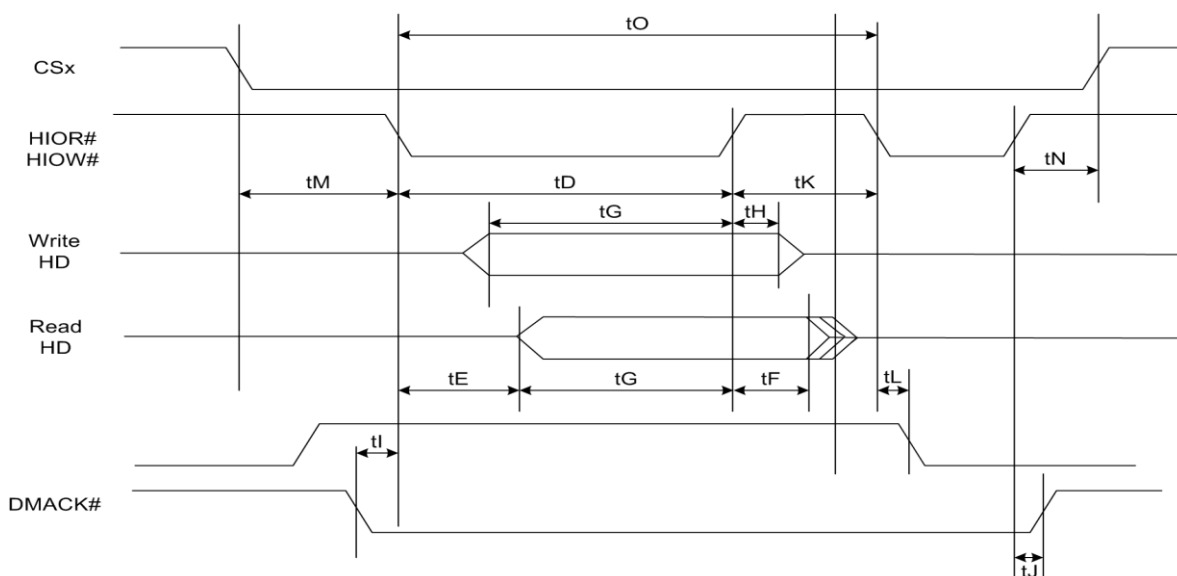 tO
CSx
HIOR#
HIOW#
tM
tD
tK
tN
tG
tH
Write
HD
Read
HD
tE
tG
tF
tL
tI
DMACK#
tJ